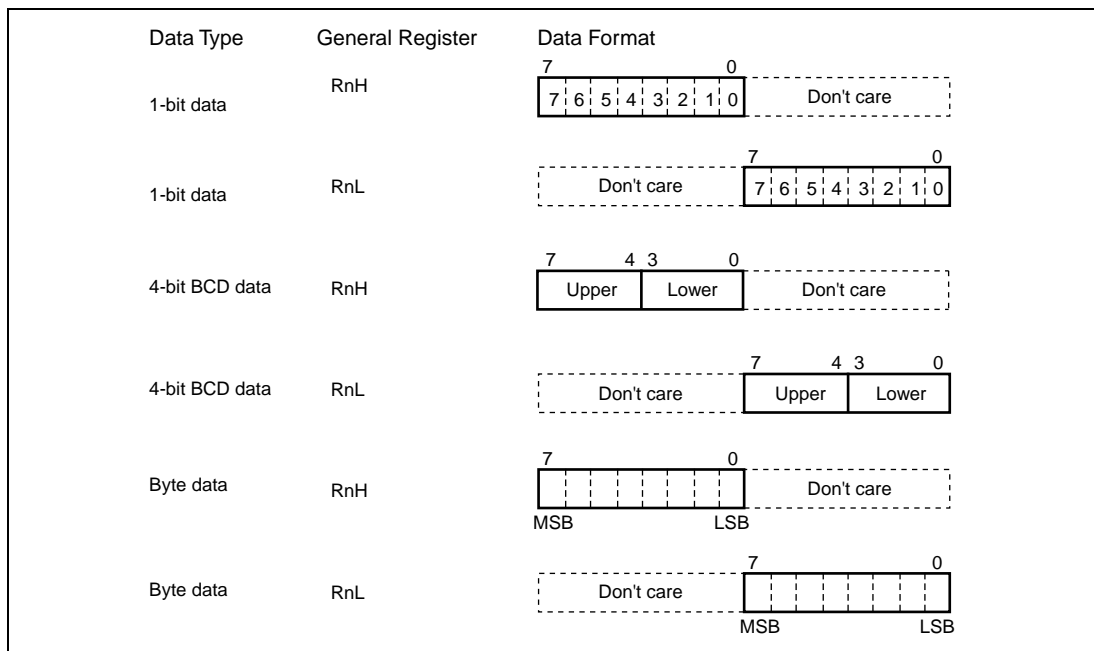 Data Type General Register Data Format
7 0
1-bit data RnH 7 6 5 4 3 2 1 0 Don't care
7 0
1-bit data RnL Don't care 7 6 5 4 3 2 1 0
7 4 3 0
4-bit BCD data RnH Upper Lower Don't care
7 4 3 0
4-bit BCD data RnL Don't care Upper Lower
7 0
Byte data RnH Don't care
MSB LSB
7 0
Byte data RnL Don't care
MSB LSB